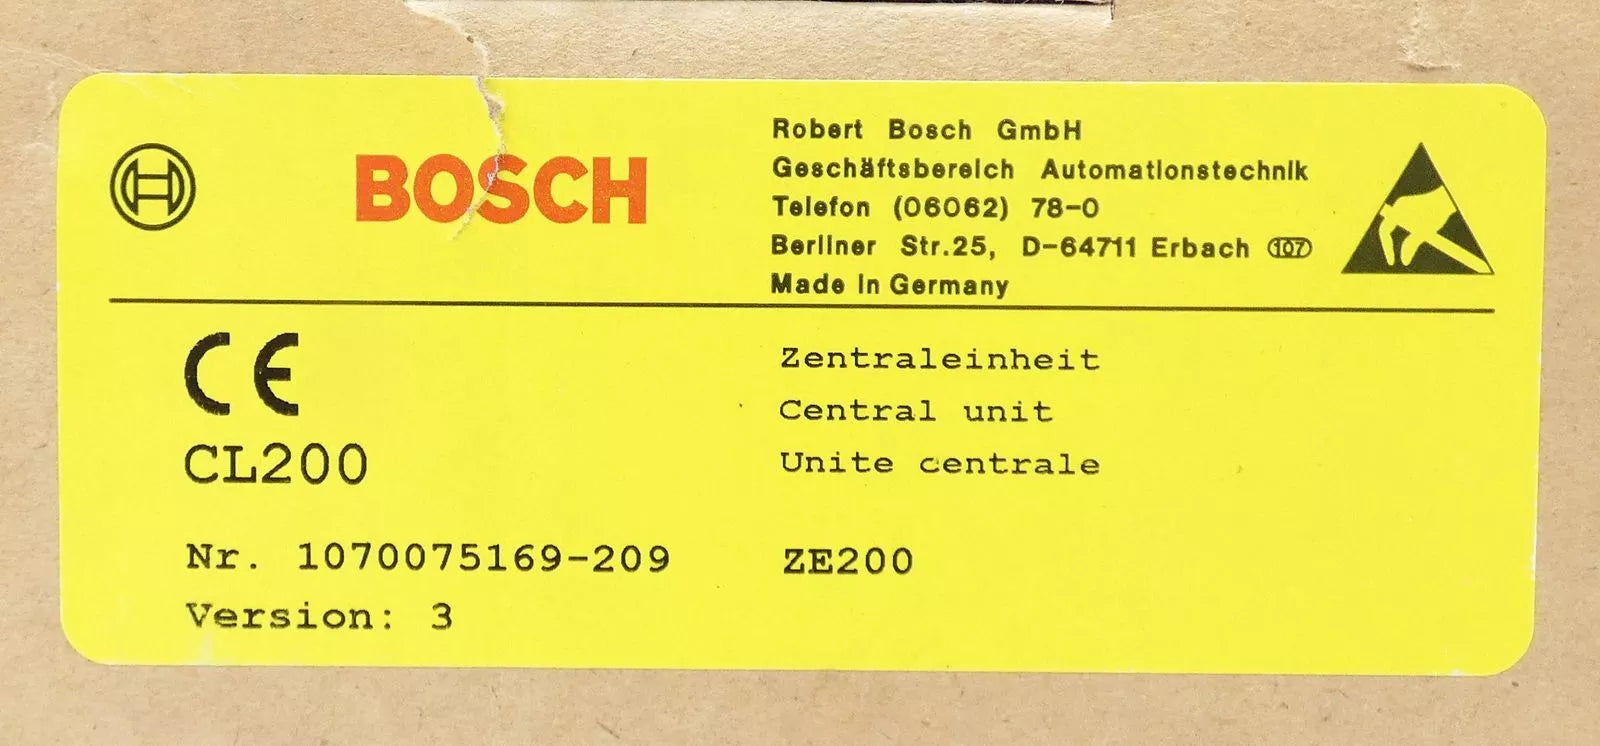 BOSCH
Robert Bosch GmbH
Geschäftsbereich Automationstechnik
Telefon (06062) 78-0
Berliner Str.25, D-64711 Erbach 107
Made in Germany
CE
CL200
Zentraleinheit
Central unit
Unite centrale
Nr. 1070075169-209
ZE200
Version: 3